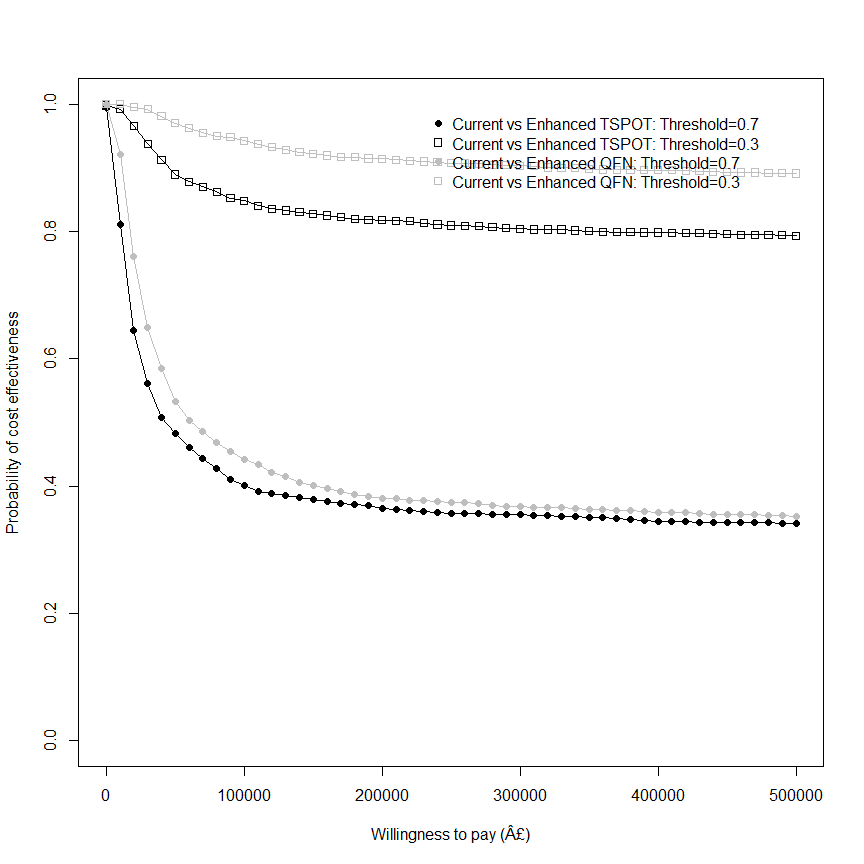 Current vs Enhanced TSPOT: Threshold=0.7
Current vs Enhanced TSPOT: Threshold=0.3
Current vs Enhanced QFN: Threshold=0.7
Current vs Enhanced QFN: Threshold=0.3
Probability of cost effectiveness
1.0
0.8
0.6
0.4
0.2
0.0
0
100000
200000
300000
400000
500000
Willingness to pay (Â£)